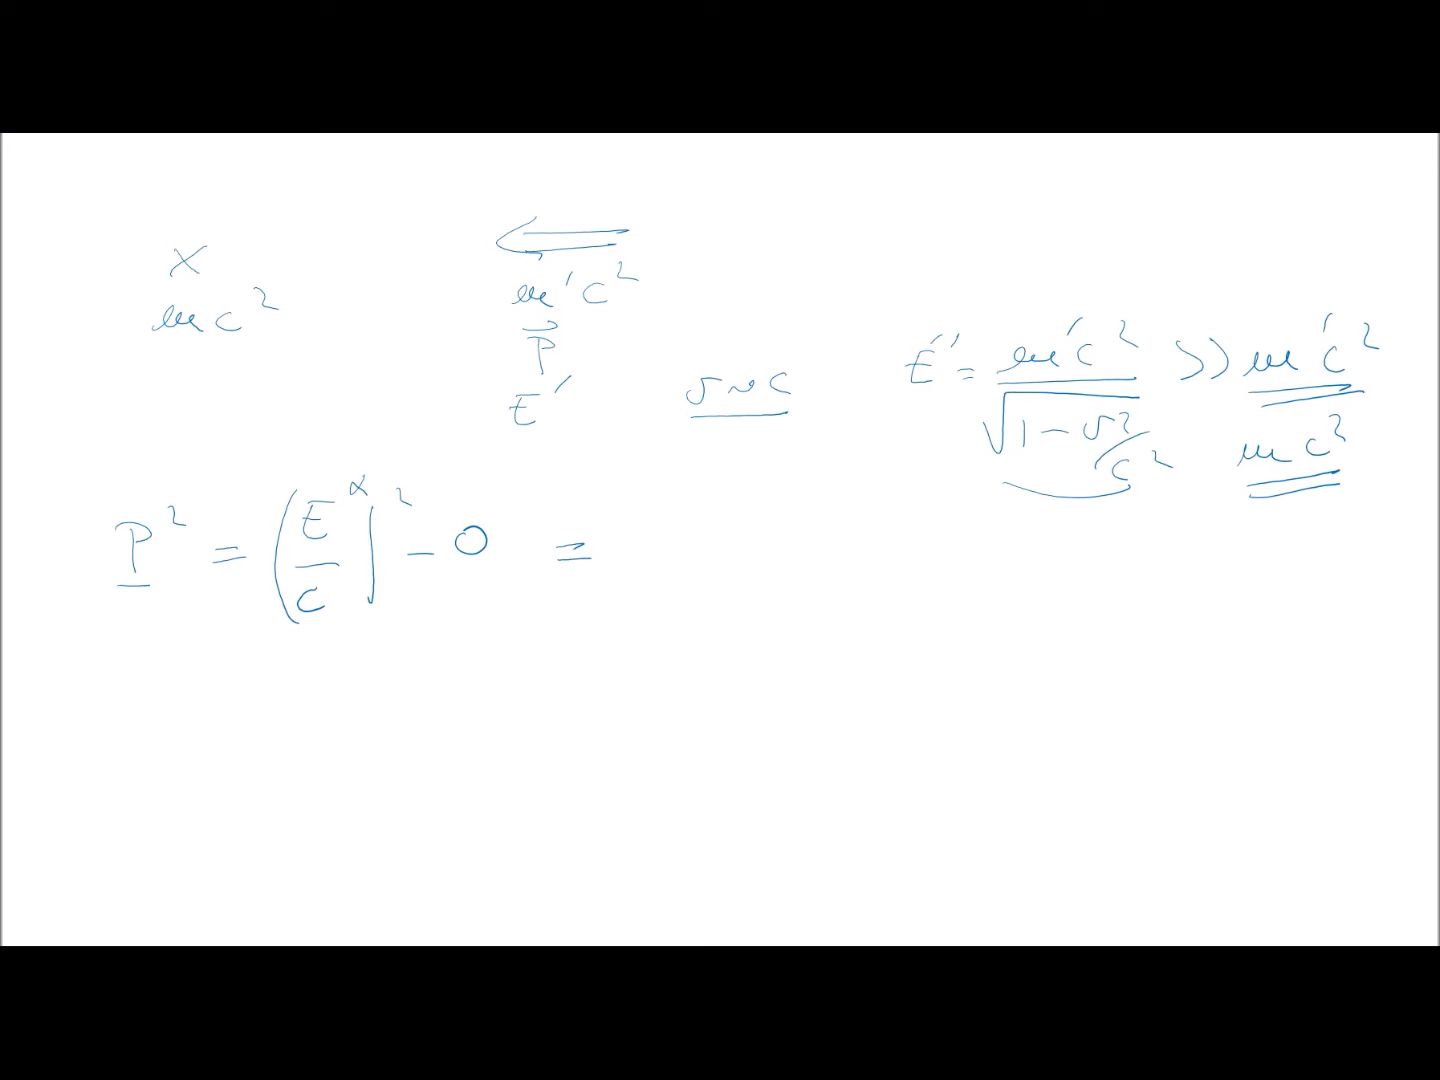 x
mc²
m'c²
P⃗
E'
v ~ c
E' = m'c² / √(1 - v²/c²) >> m'c²
mc²
P² = (E^α / c)² - 0 =